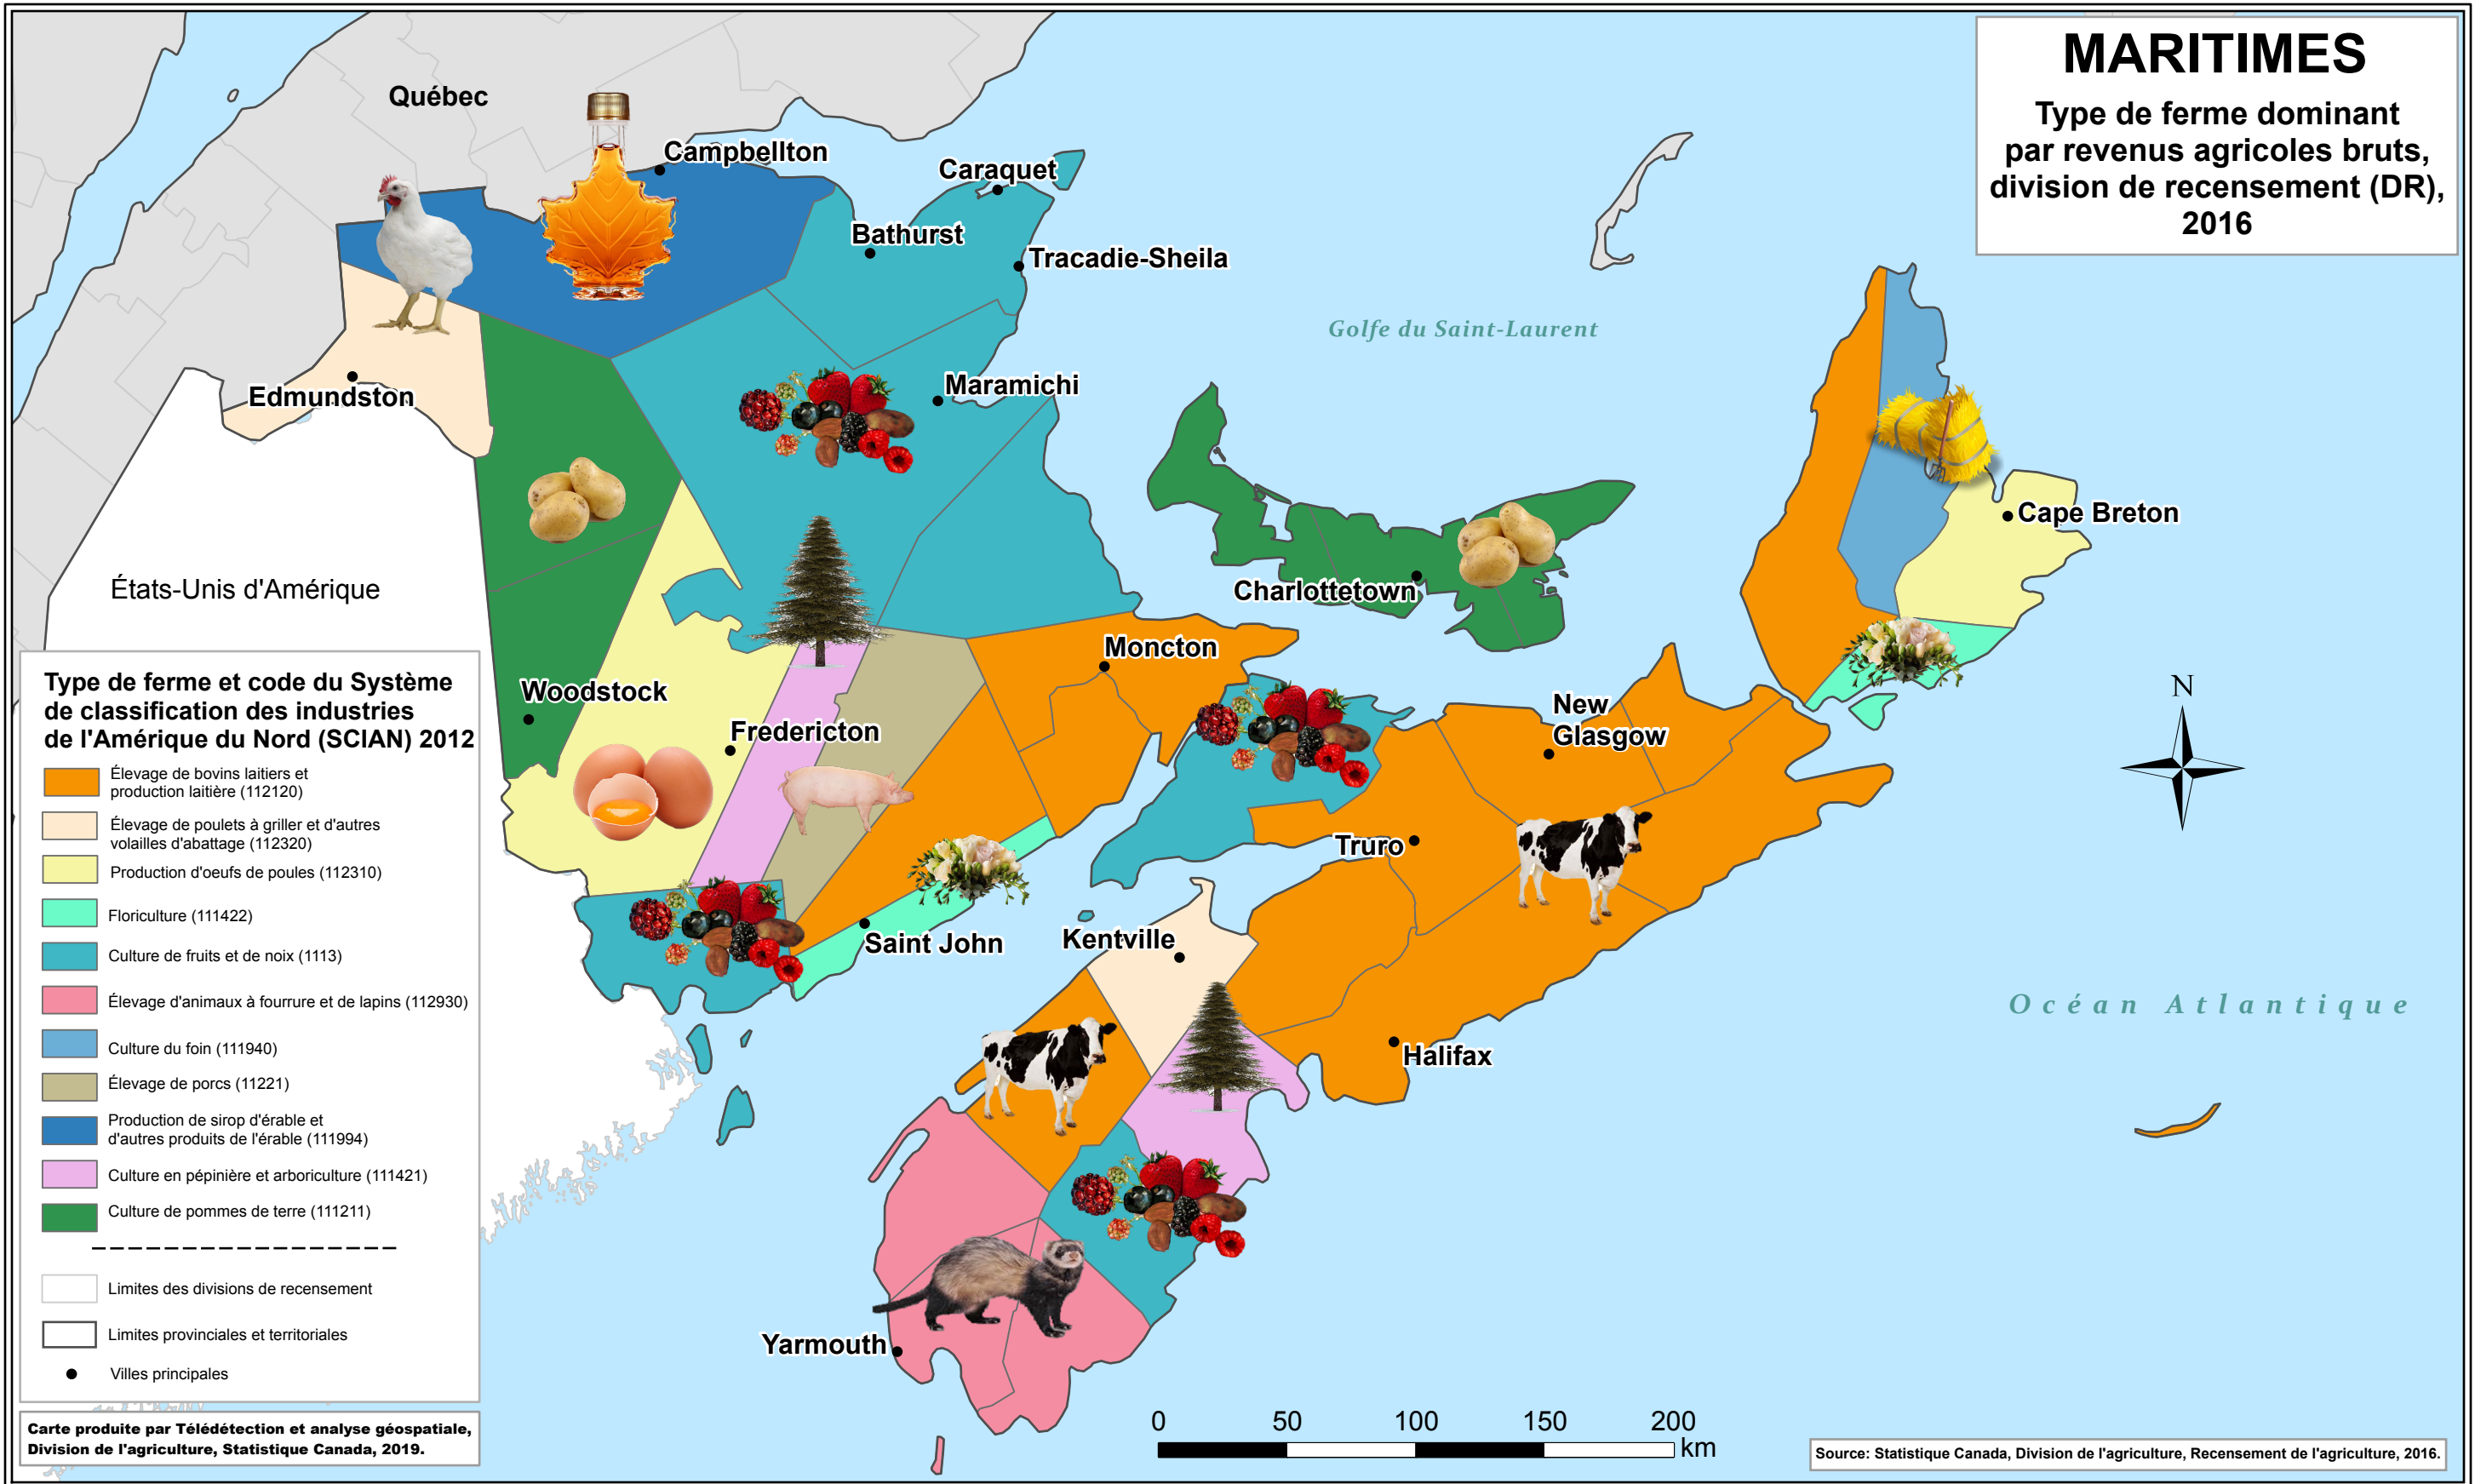 MARITIMES
Type de ferme dominant
par revenus agricoles bruts,
division de recensement (DR),
2016
Québec
Campbellton
Caraquet
Bathurst
Tracadie-Sheila
Golfe du Saint-Laurent
Edmundston
Maramichi
Cape Breton
États-Unis d'Amérique
Charlottetown
Moncton
Woodstock
Fredericton
New
Glasgow
N
Truro
Saint John
Kentville
Océan Atlantique
Halifax
Yarmouth
Type de ferme et code du Système
de classification des industries
de l'Amérique du Nord (SCIAN) 2012
Élevage de bovins laitiers et
production laitière (112120)
Élevage de poulets à griller et d'autres
volailles d'abattage (112320)
Production d'oeufs de poules (112310)
Floriculture (111422)
Culture de fruits et de noix (1113)
Élevage d'animaux à fourrure et de lapins (112930)
Culture du foin (111940)
Élevage de porcs (11221)
Production de sirop d'érable et
d'autres produits de l'érable (111994)
Culture en pépinière et arboriculture (111421)
Culture de pommes de terre (111211)
Limites des divisions de recensement
Limites provinciales et territoriales
Villes principales
Carte produite par Télédétection et analyse géospatiale,
Division de l'agriculture, Statistique Canada, 2019.
0 50 100 150 200
km
Source: Statistique Canada, Division de l'agriculture, Recensement de l'agriculture, 2016.